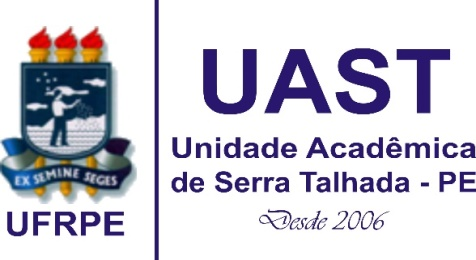 EX SEMINE SEGES
UFRPE
UAST
Unidade Acadêmica
de Serra Talhada - PE
Desde 2006